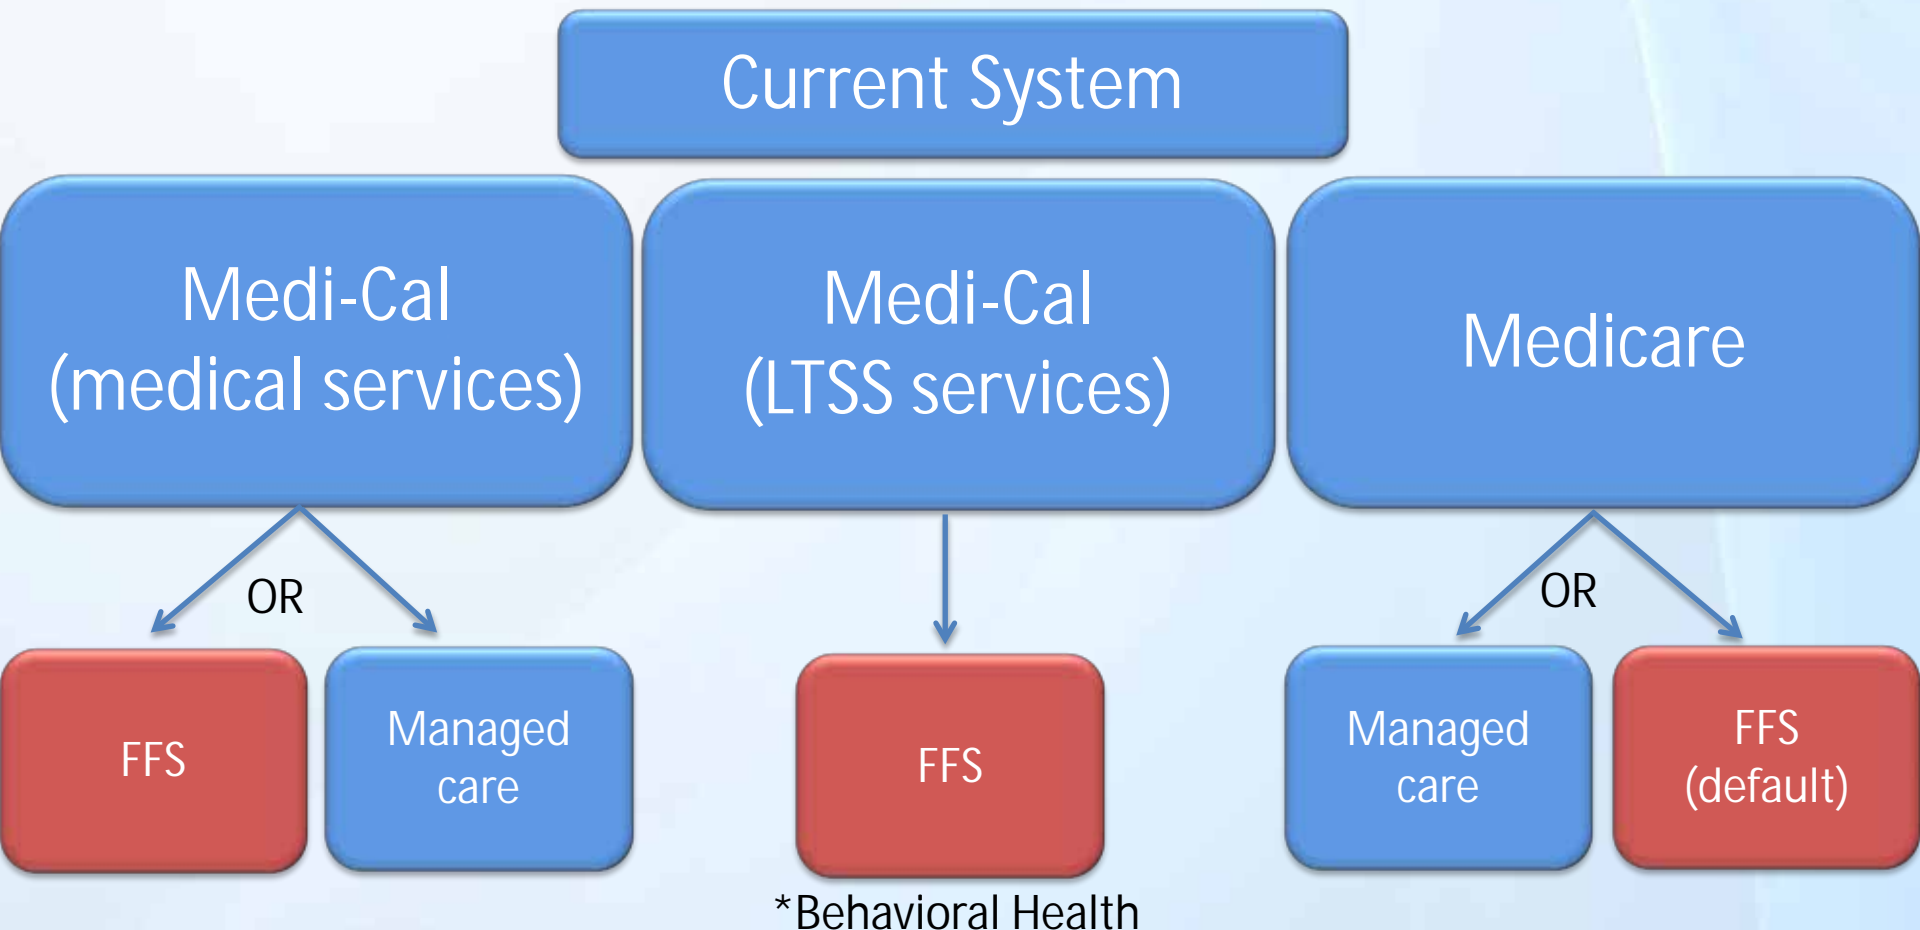 Current System
Medi-Cal
(medical services)
Medi-Cal
(LTSS services)
Medicare
OR
OR
FFS
Managed
care
FFS
Managed
care
FFS
(default)
*Behavioral Health